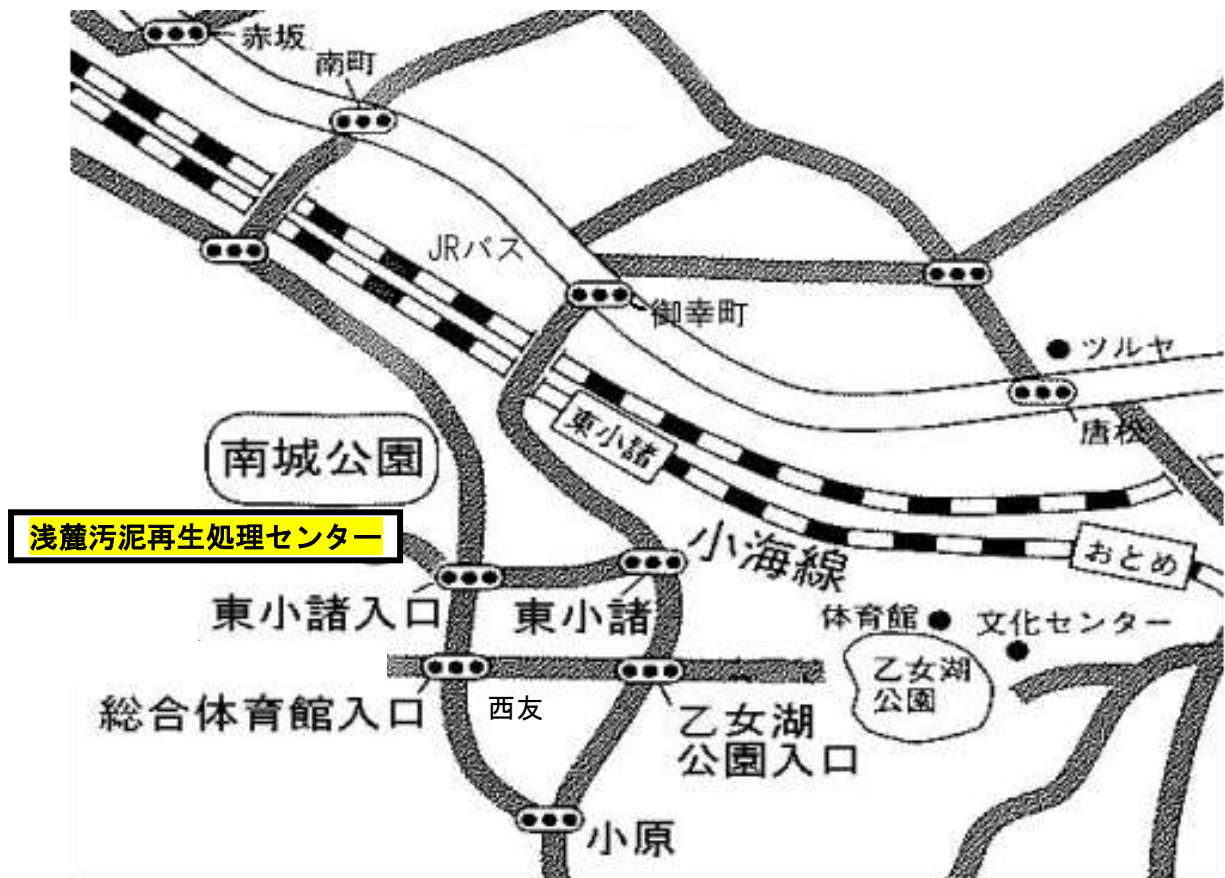 赤坂
南町
JRバス
御幸町
ツルヤ
唐松
南城公園
東小諸
浅麓汚泥再生処理センター
小海線
おとめ
東小諸入口
東小諸
体育館
文化センター
乙女湖
公園
総合体育館入口
西友
乙女湖
公園入口
小原